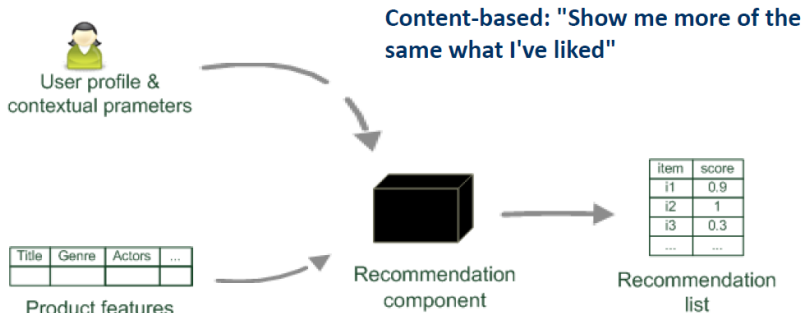 Content-based: "Show me more of the
same what I've liked"
User profile &
contextual prameters
Title Genre Actors ...
Product features
Recommendation
component
item score
i1 0.9
i2 1
i3 0.3
... ...
Recommendation
list